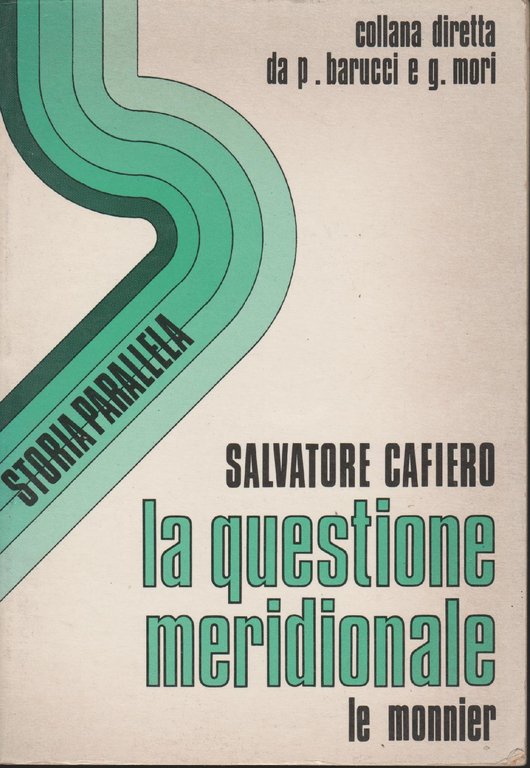 collana diretta
da p. barucci e g. mori
STORIA PARALLELA
SALVATORE CAFIERO
la questione
meridionale
le monnier